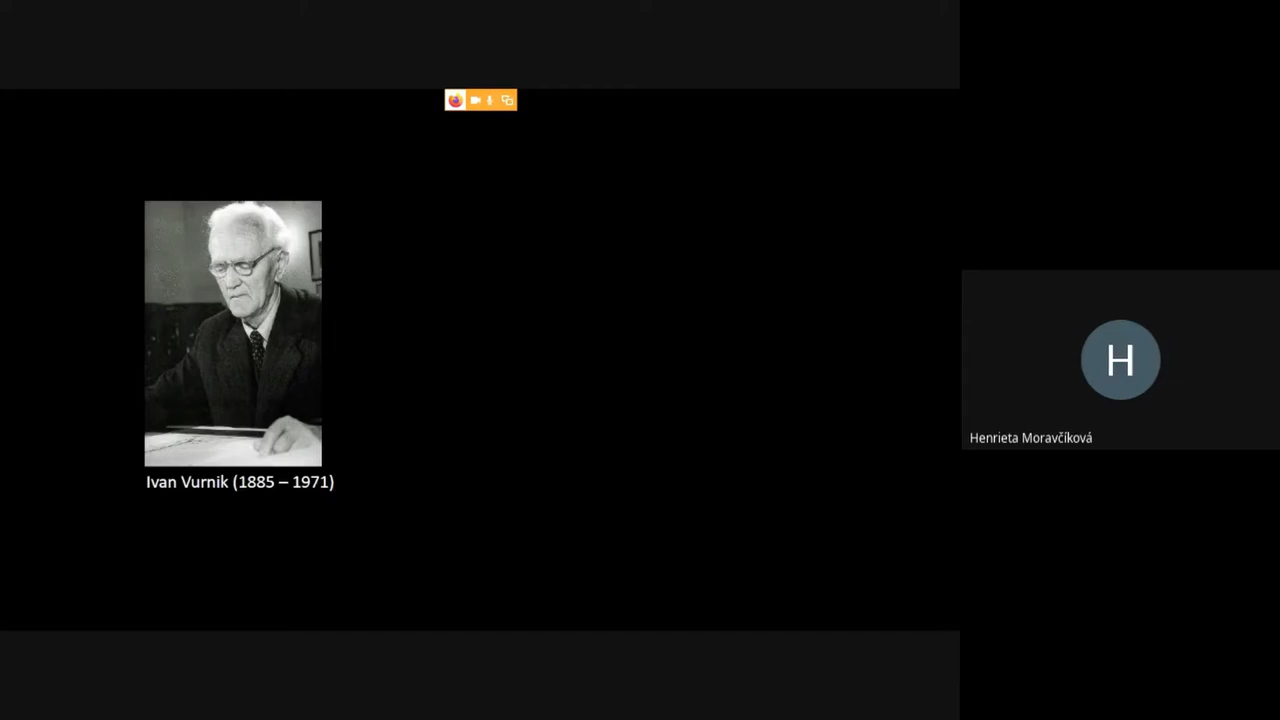 Ivan Vurnik (1885 – 1971)
H
Henrieta Moravčíková